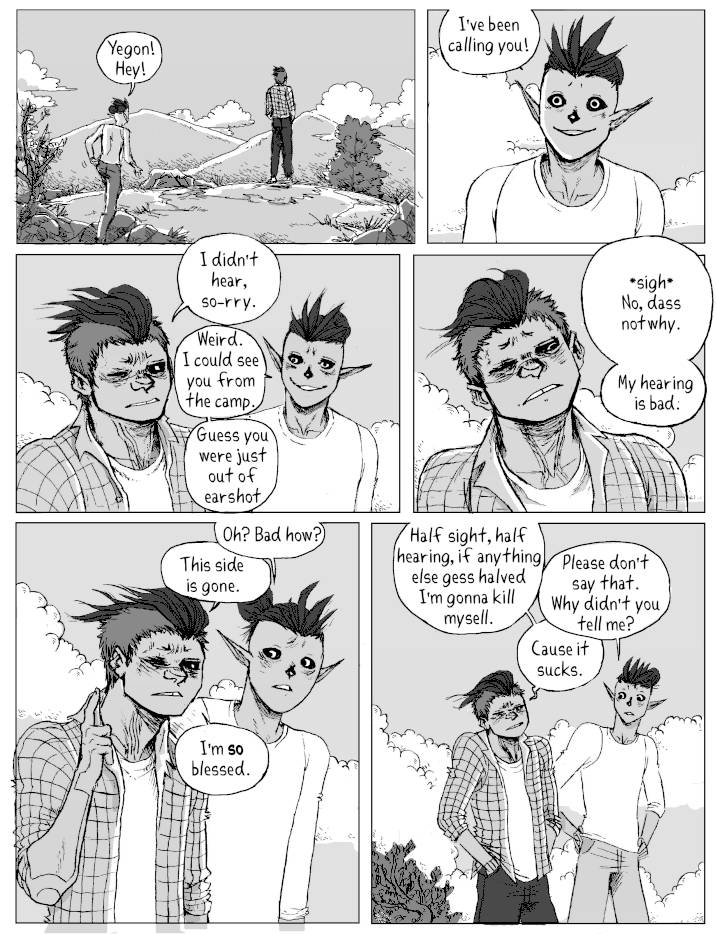 Yegon!
Hey!
I've been
calling you!
I didn't
hear,
so-rry.
Weird.
I could see
you from
the camp.
Guess you
were just
out of
earshot
*sigh*
No, dass
notwhy.
My hearing
is bad.
Oh? Bad how?
This side
is gone.
I'm so
blessed.
Half sight, half
hearing, if anything
else gess halved
I'm gonna kill
mysell.
Please don't
say that.
Why didn't you
tell me?
Cause it
sucks.